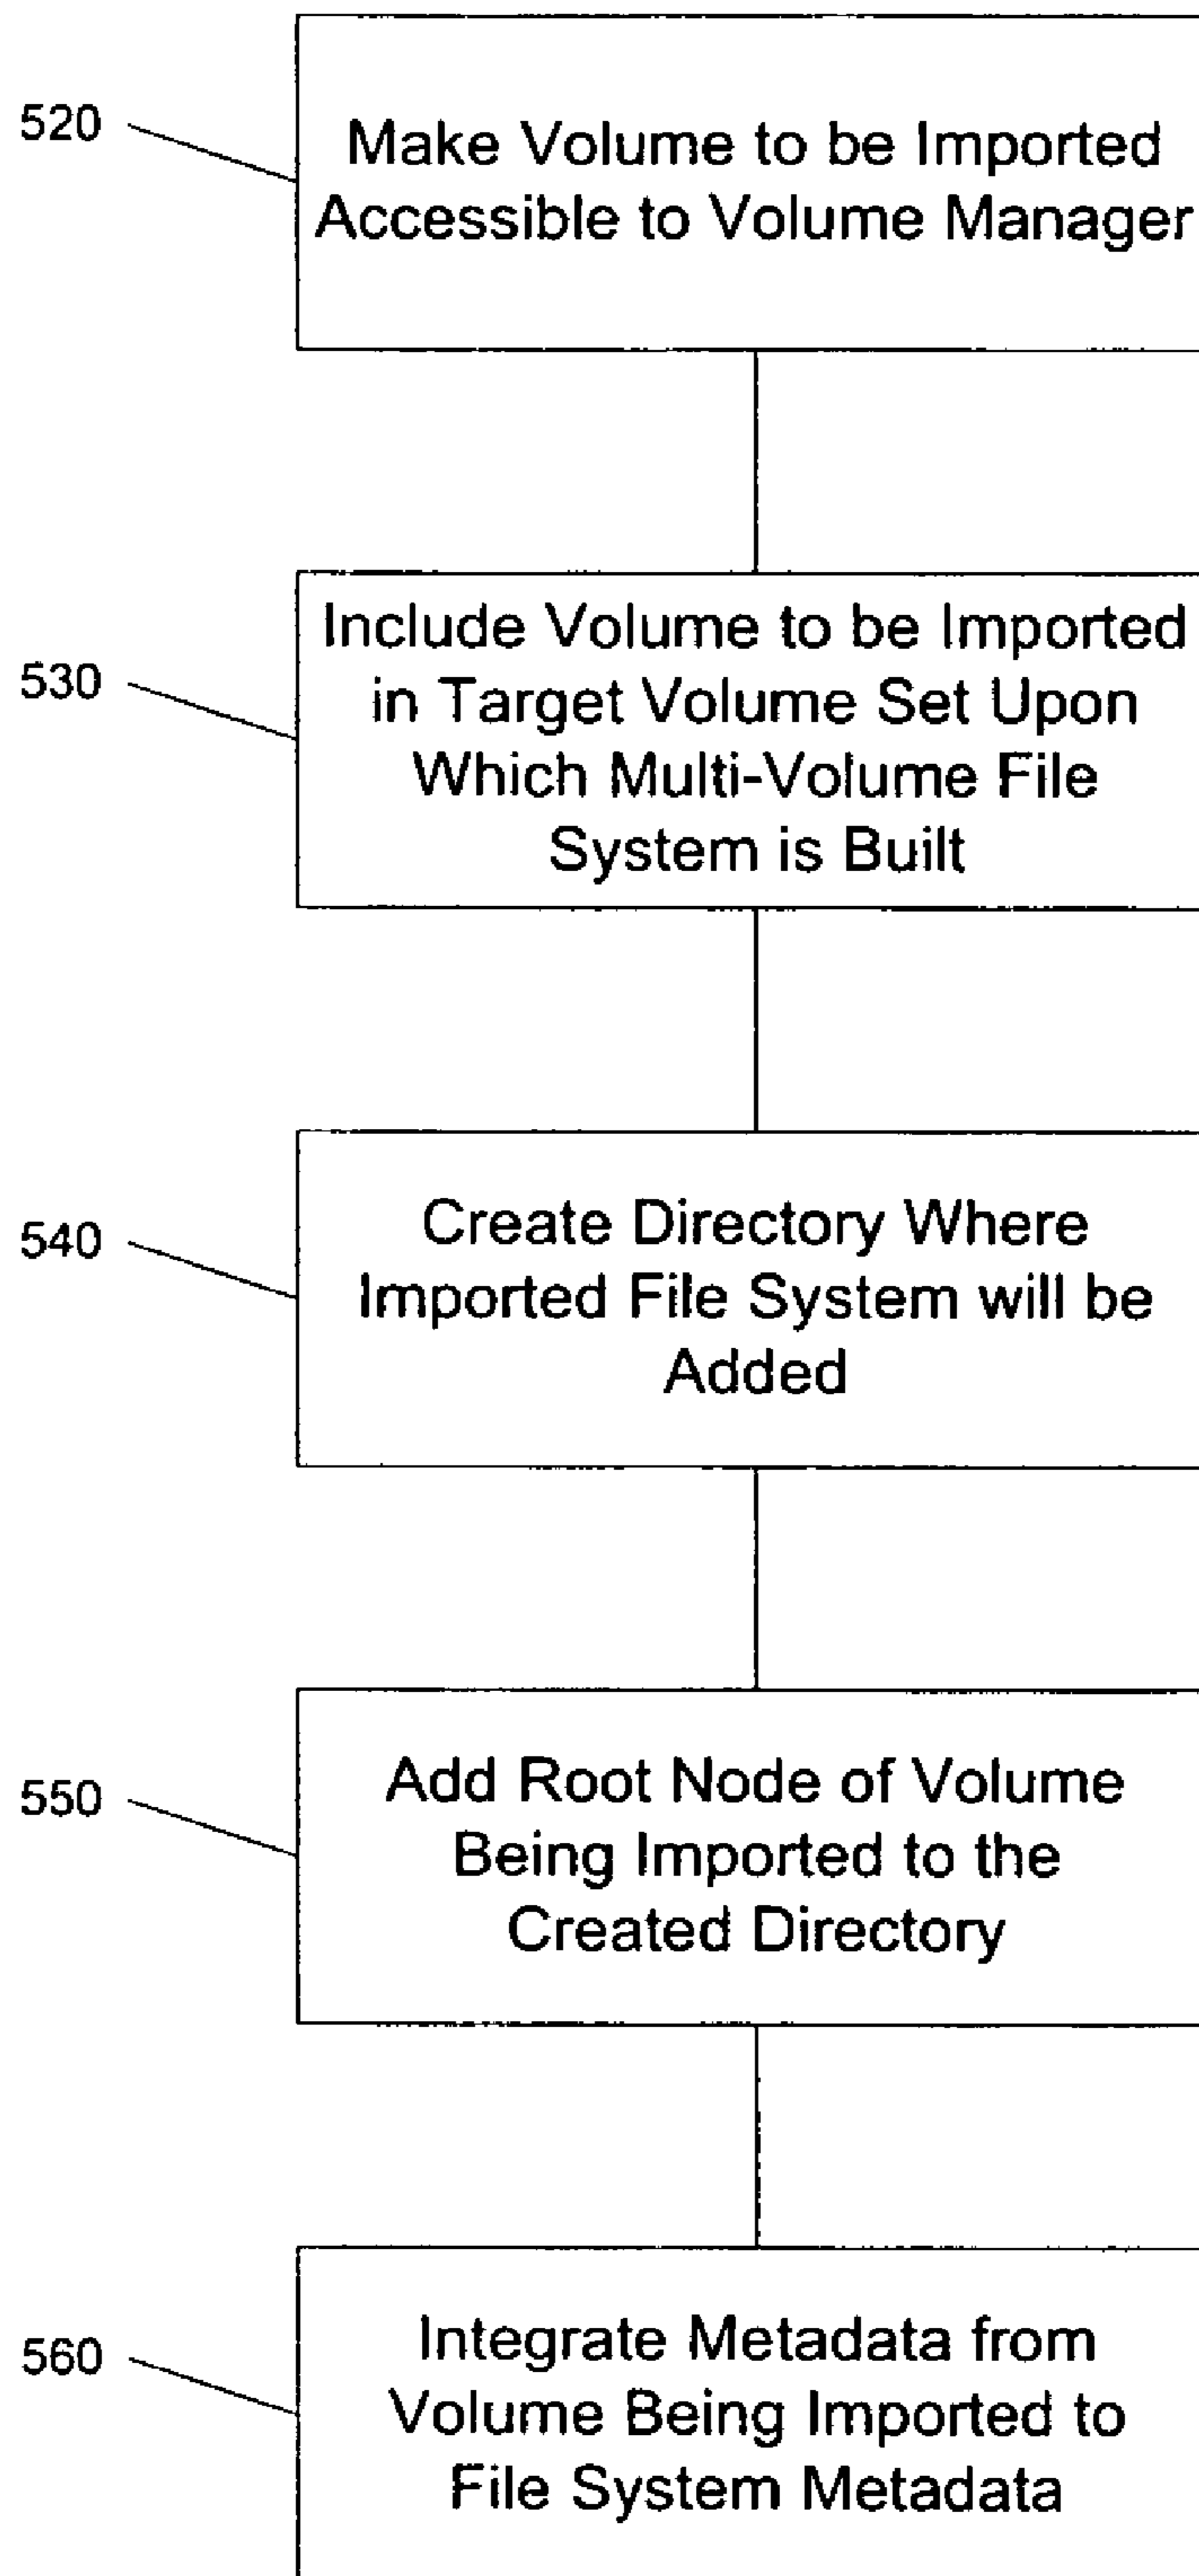 520
Make Volume to be Imported
Accessible to Volume Manager
530
Include Volume to be Imported
in Target Volume Set Upon
Which Multi-Volume File
System is Built
540
Create Directory Where
Imported File System will be
Added
550
Add Root Node of Volume
Being Imported to the
Created Directory
560
Integrate Metadata from
Volume Being Imported to
File System Metadata